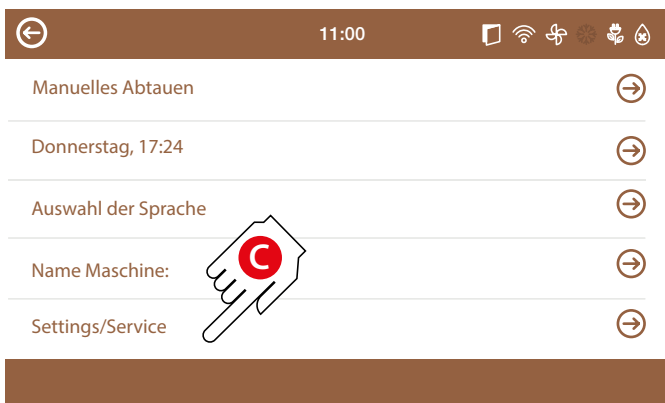 11:00
Manuelles Abtauen
Donnerstag, 17:24
Auswahl der Sprache
C
Name Maschine:
Settings/Service